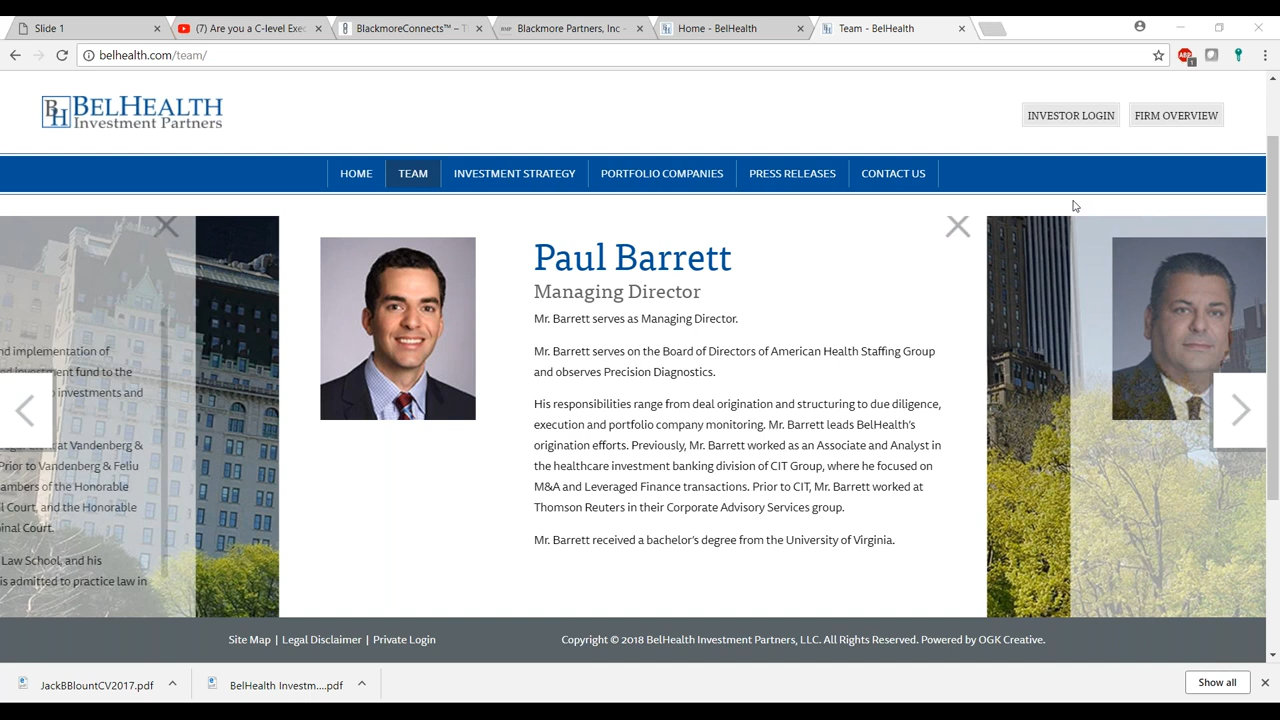 Slide 1
(7) Are you a C-level Exec
BlackmoreConnects™ – T
Blackmore Partners, Inc -
Home - BelHealth
Team - BelHealth
belhealth.com/team/
BH BELHEALTH
Investment Partners
INVESTOR LOGIN
FIRM OVERVIEW
HOME
TEAM
INVESTMENT STRATEGY
PORTFOLIO COMPANIES
PRESS RELEASES
CONTACT US
nd implementation of
investment fund to the
investments and
at Vandenberg &
Prior to Vandenberg & Feliu
ambers of the Honorable
l Court, and the Honorable
inal Court.
Law School, and his
is admitted to practice law in
Paul Barrett
Managing Director
Mr. Barrett serves as Managing Director.
Mr. Barrett serves on the Board of Directors of American Health Staffing Group
and observes Precision Diagnostics.
His responsibilities range from deal origination and structuring to due diligence,
execution and portfolio company monitoring. Mr. Barrett leads BelHealth's
origination efforts. Previously, Mr. Barrett worked as an Associate and Analyst in
the healthcare investment banking division of CIT Group, where he focused on
M&A and Leveraged Finance transactions. Prior to CIT, Mr. Barrett worked at
Thomson Reuters in their Corporate Advisory Services group.
Mr. Barrett received a bachelor's degree from the University of Virginia.
Site Map | Legal Disclaimer | Private Login
Copyright © 2018 BelHealth Investment Partners, LLC. All Rights Reserved. Powered by OGK Creative.
JackBBlountCV2017.pdf
BelHealth Investm....pdf
Show all